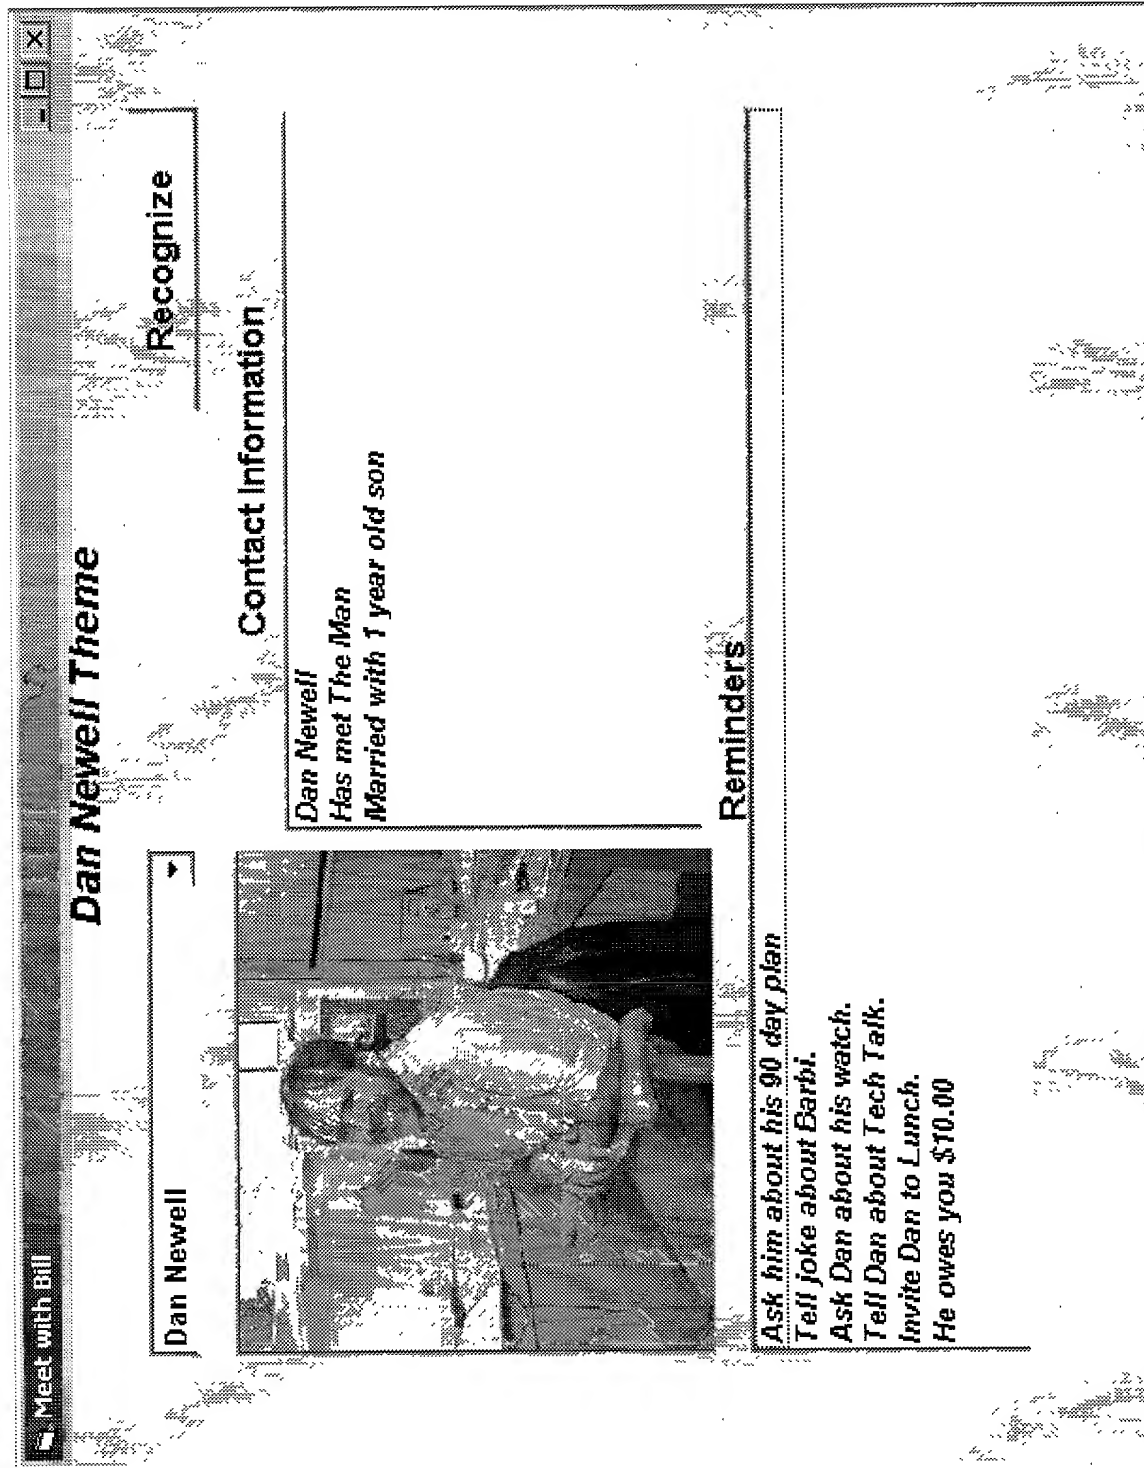 Meet with Bill
Dan Newell Theme
Dan Newell
Recognize
Contact Information
Dan Newell
Has met The Man
Married with 1 year old son
Reminders
Ask him about his 90 day plan
Tell joke about Barbi.
Ask Dan about his watch.
Tell Dan about Tech Talk.
Invite Dan to Lunch.
He owes you $10.00